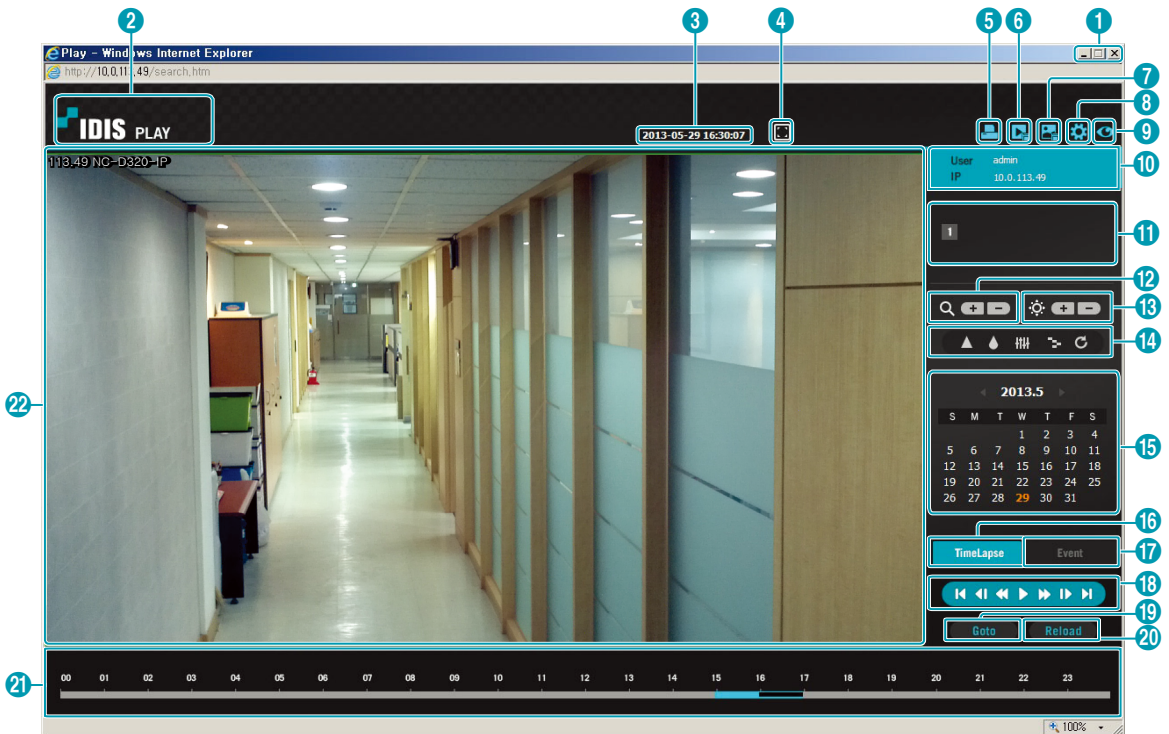 2
3
4
5
6
1
Play - Windows Internet Explorer
http://10.0.113.49/search.htm
7
8
9
IDIS PLAY
2013-05-29 16:30:07
113.49 NC-D320-IP
User admin
IP 10.0.113.49
10
1
11
12
13
14
22
2013.5
S M T W T F S
1 2 3 4
5 6 7 8 9 10 11
12 13 14 15 16 17 18
19 20 21 22 23 24 25
26 27 28 29 30 31
15
16
TimeLapse
Event
17
18
19
Goto
Reload
20
21
00 01 02 03 04 05 06 07 08 09 10 11 12 13 14 15 16 17 18 19 20 21 22 23
100%